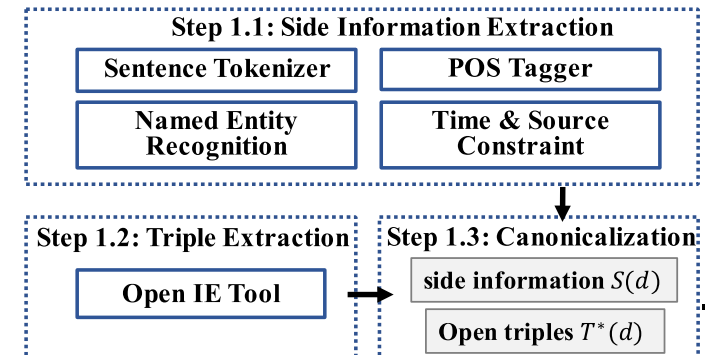 Step 1.1: Side Information Extraction
Sentence Tokenizer
POS Tagger
Named Entity
Recognition
Time & Source
Constraint
Step 1.2: Triple Extraction
Open IE Tool
Step 1.3: Canonicalization
side information S(d)
Open triples T*(d)